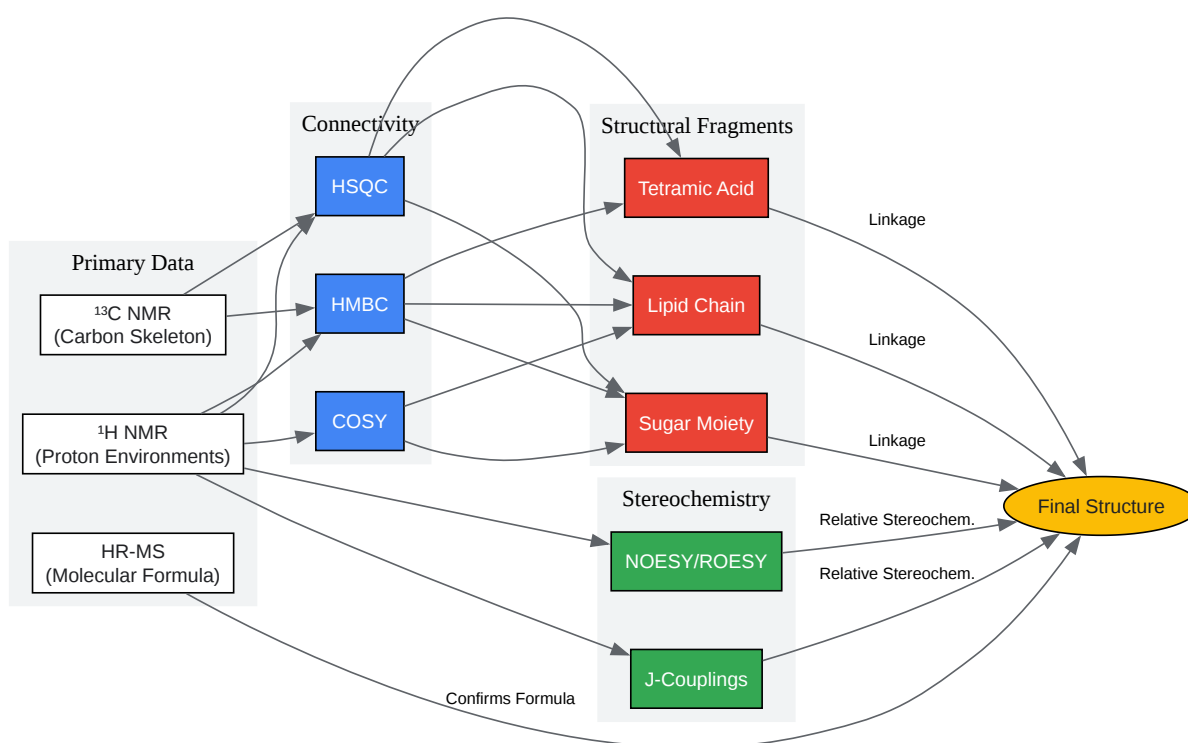 Primary Data
¹³C NMR
(Carbon Skeleton)
¹H NMR
(Proton Environments)
HR-MS
(Molecular Formula)
Connectivity
HSQC
HMBC
COSY
Structural Fragments
Tetramic Acid
Lipid Chain
Sugar Moiety
Stereochemistry
NOESY/ROESY
J-Couplings
Linkage
Linkage
Linkage
Relative Stereochem.
Relative Stereochem.
Confirms Formula
Final Structure